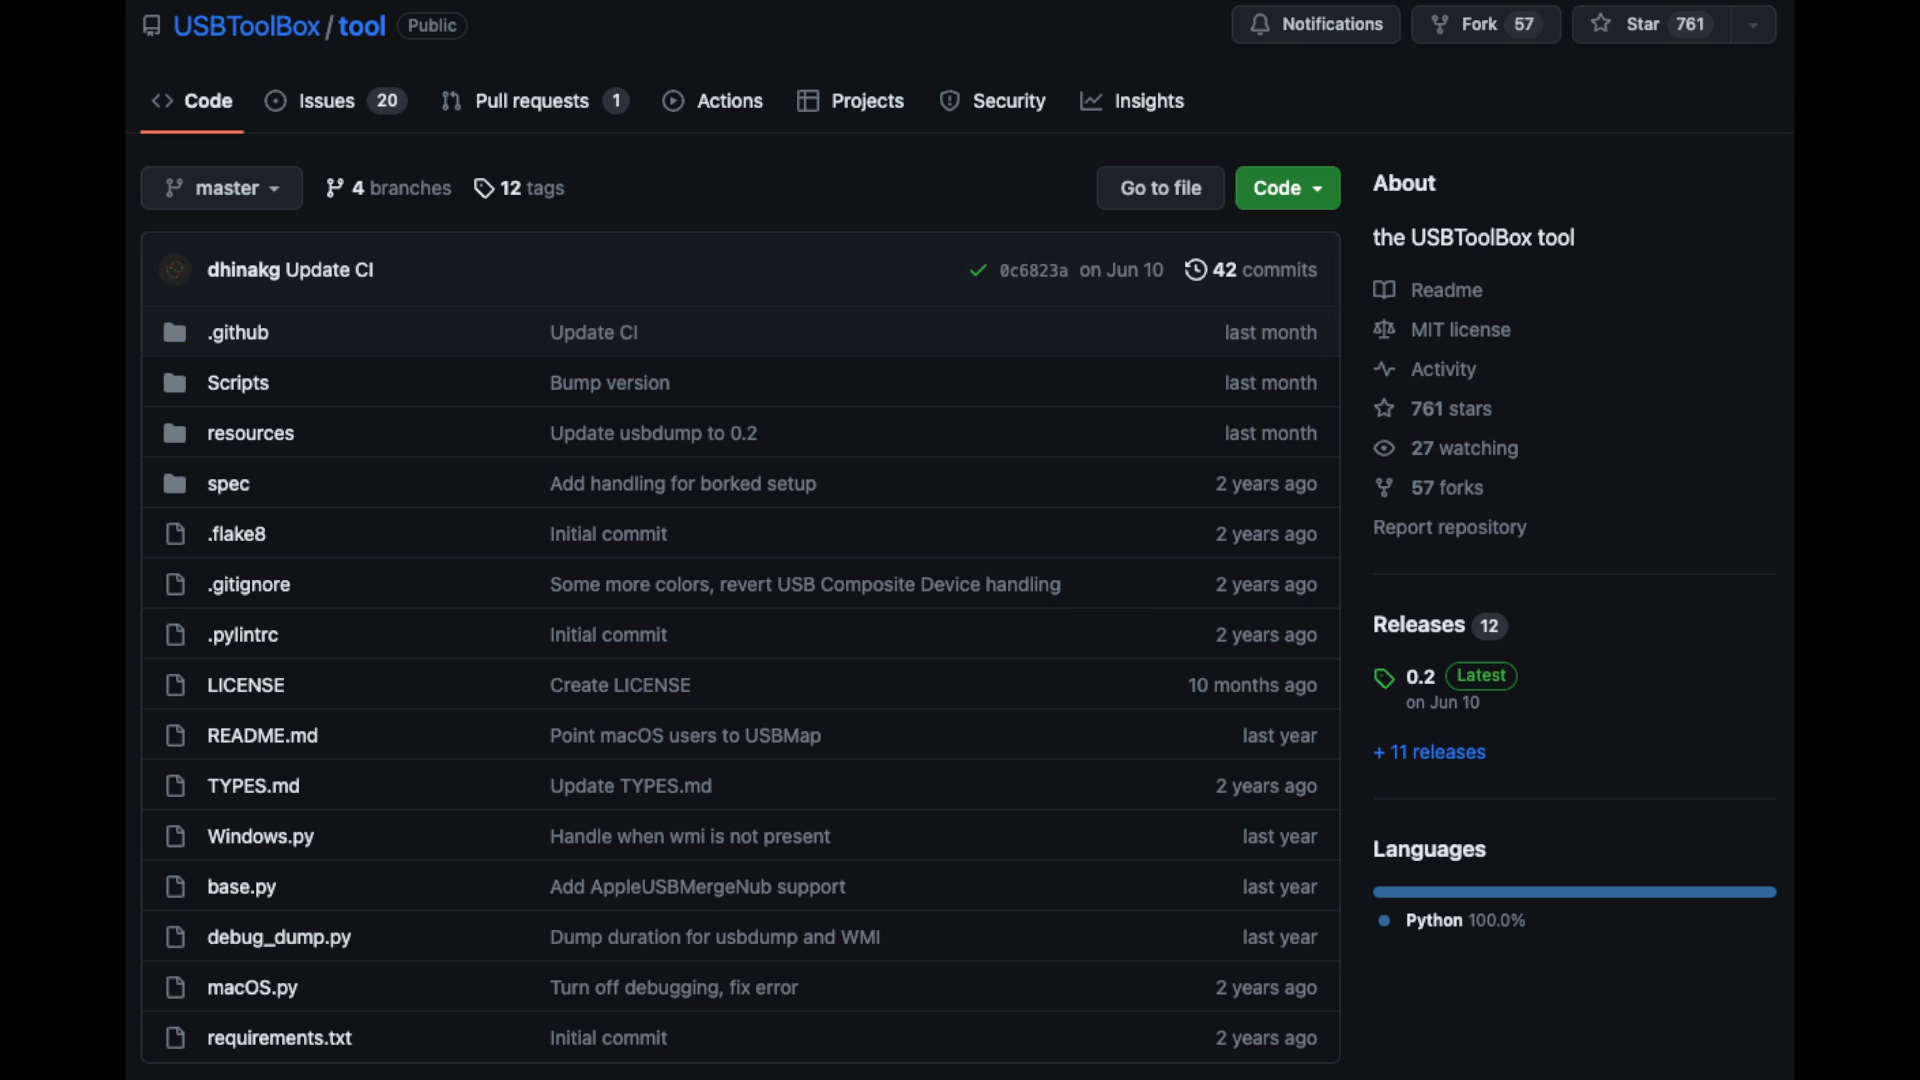 USBToolBox / tool Public Notifications Fork 57 Star 761
Code Issues 20 Pull requests 1 Actions Projects Security Insights
master 4 branches 12 tags Go to file Code
dhinakg Update CI 0c6823a on Jun 10 42 commits
.github Update CI last month
Scripts Bump version last month
resources Update usbdump to 0.2 last month
spec Add handling for borked setup 2 years ago
.flake8 Initial commit 2 years ago
.gitignore Some more colors, revert USB Composite Device handling 2 years ago
.pylintrc Initial commit 2 years ago
LICENSE Create LICENSE 10 months ago
README.md Point macOS users to USBMap last year
TYPES.md Update TYPES.md 2 years ago
Windows.py Handle when wmi is not present last year
base.py Add AppleUSBMergeNub support last year
debug_dump.py Dump duration for usbdump and WMI last year
macOS.py Turn off debugging, fix error 2 years ago
requirements.txt Initial commit 2 years ago
About
the USBToolBox tool
Readme
MIT license
Activity
761 stars
27 watching
57 forks
Report repository
Releases 12
0.2 Latest
on Jun 10
+ 11 releases
Languages
Python 100.0%